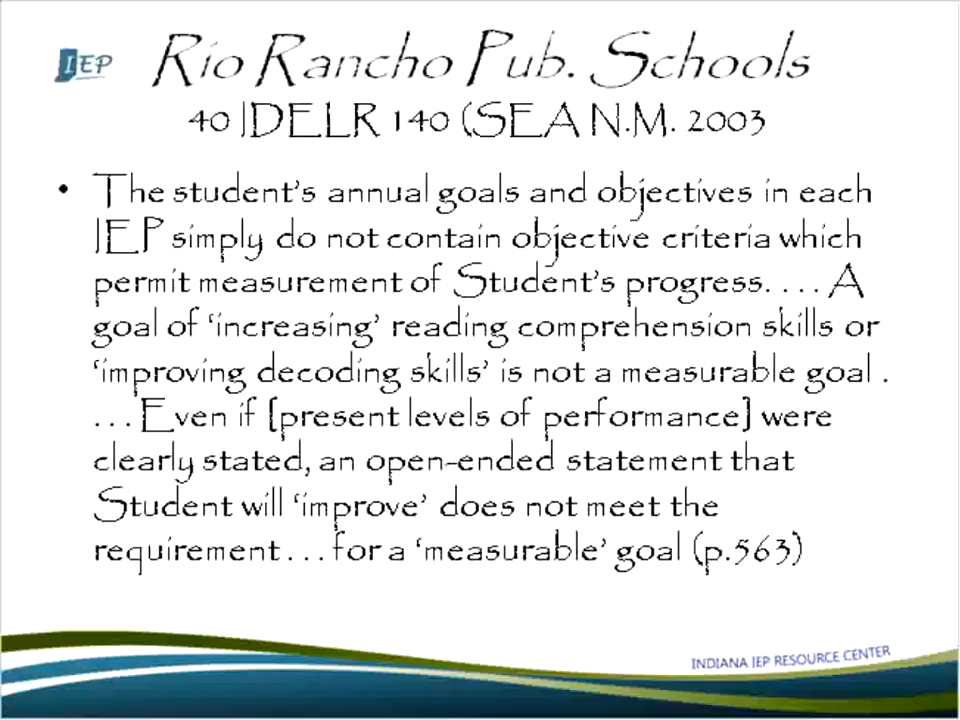 IEP
Rio Rancho Pub. Schools
40 IDELR 140 (SEA N.M. 2003
• The student's annual goals and objectives in each
IEP simply do not contain objective criteria which
permit measurement of Student's progress. . . . A
goal of ‘increasing’ reading comprehension skills or
‘improving decoding skills’ is not a measurable goal .
. . . Even if [present levels of performance] were
clearly stated, an open-ended statement that
Student will ‘improve’ does not meet the
requirement . . . for a ‘measurable’ goal (p.563)
INDIANA IEP RESOURCE CENTER